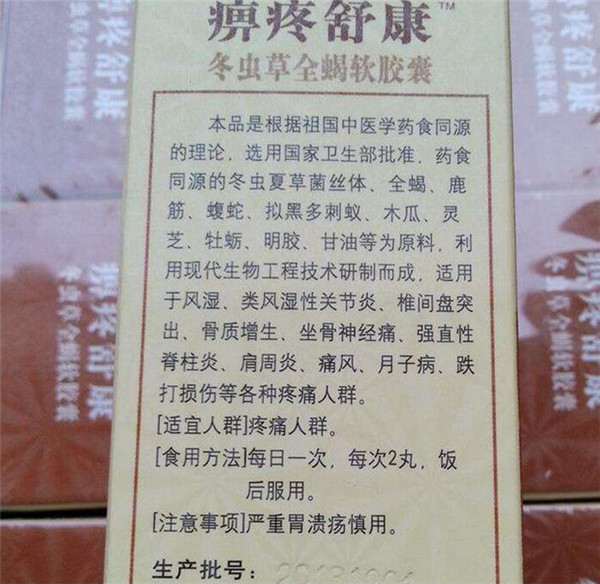 痹疼舒康™
冬虫草全蝎软胶囊
本品是根据祖国中医学药食同源
的理论，选用国家卫生部批准，药食
同源的冬虫夏草菌丝体、全蝎、鹿
筋、蝮蛇、拟黑多刺蚁、木瓜、灵
芝、牡蛎、明胶、甘油等为原料，利
用现代生物工程技术研制而成，适用
于风湿、类风湿性关节炎、椎间盘突
出、骨质增生、坐骨神经痛、强直性
脊柱炎、肩周炎、痛风、月子病、跌
打损伤等各种疼痛人群。
[适宜人群]疼痛人群。
[食用方法]每日一次，每次2丸，饭
后服用。
[注意事项]严重胃溃疡慎用。
生产批号：
痹疼舒康
冬虫草全蝎软胶囊
痹疼舒康
冬虫草全蝎软胶囊